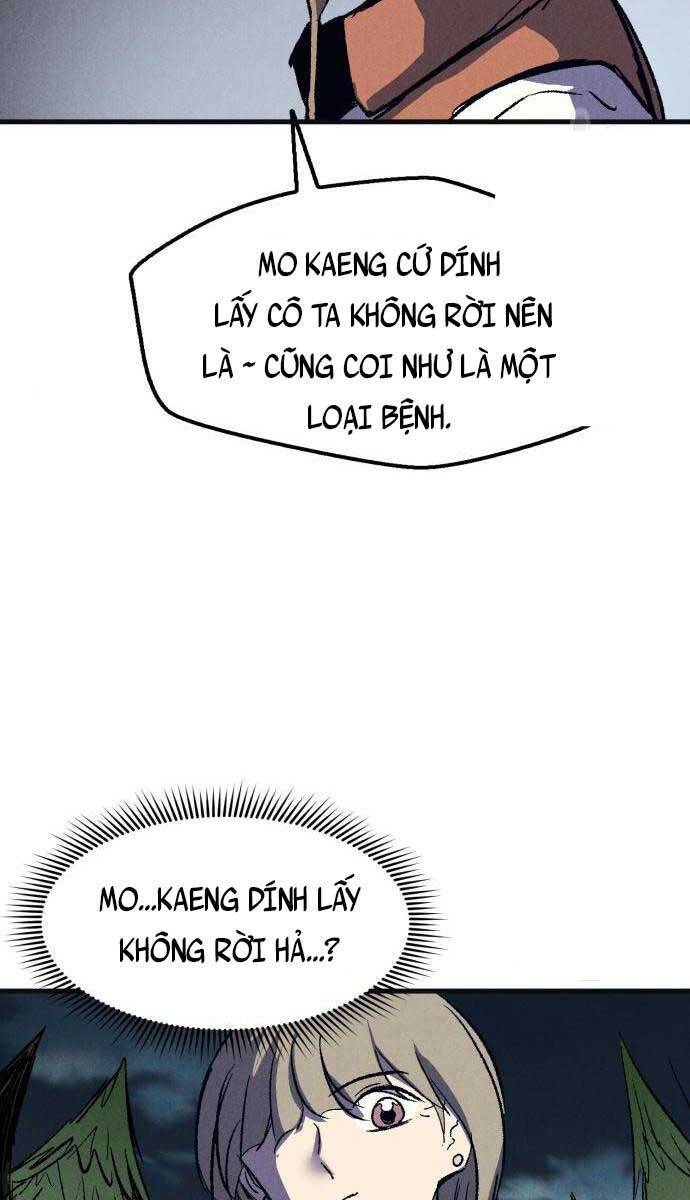 MO KAENG CỨ DÍNH
LẤY CÔ TA KHÔNG RỜI NÊN
LÀ ~ CŨNG COI NHƯ LÀ MỘT
LOẠI BỆNH.
MO...KAENG DÍNH LẤY
KHÔNG RỜI HẢ...?